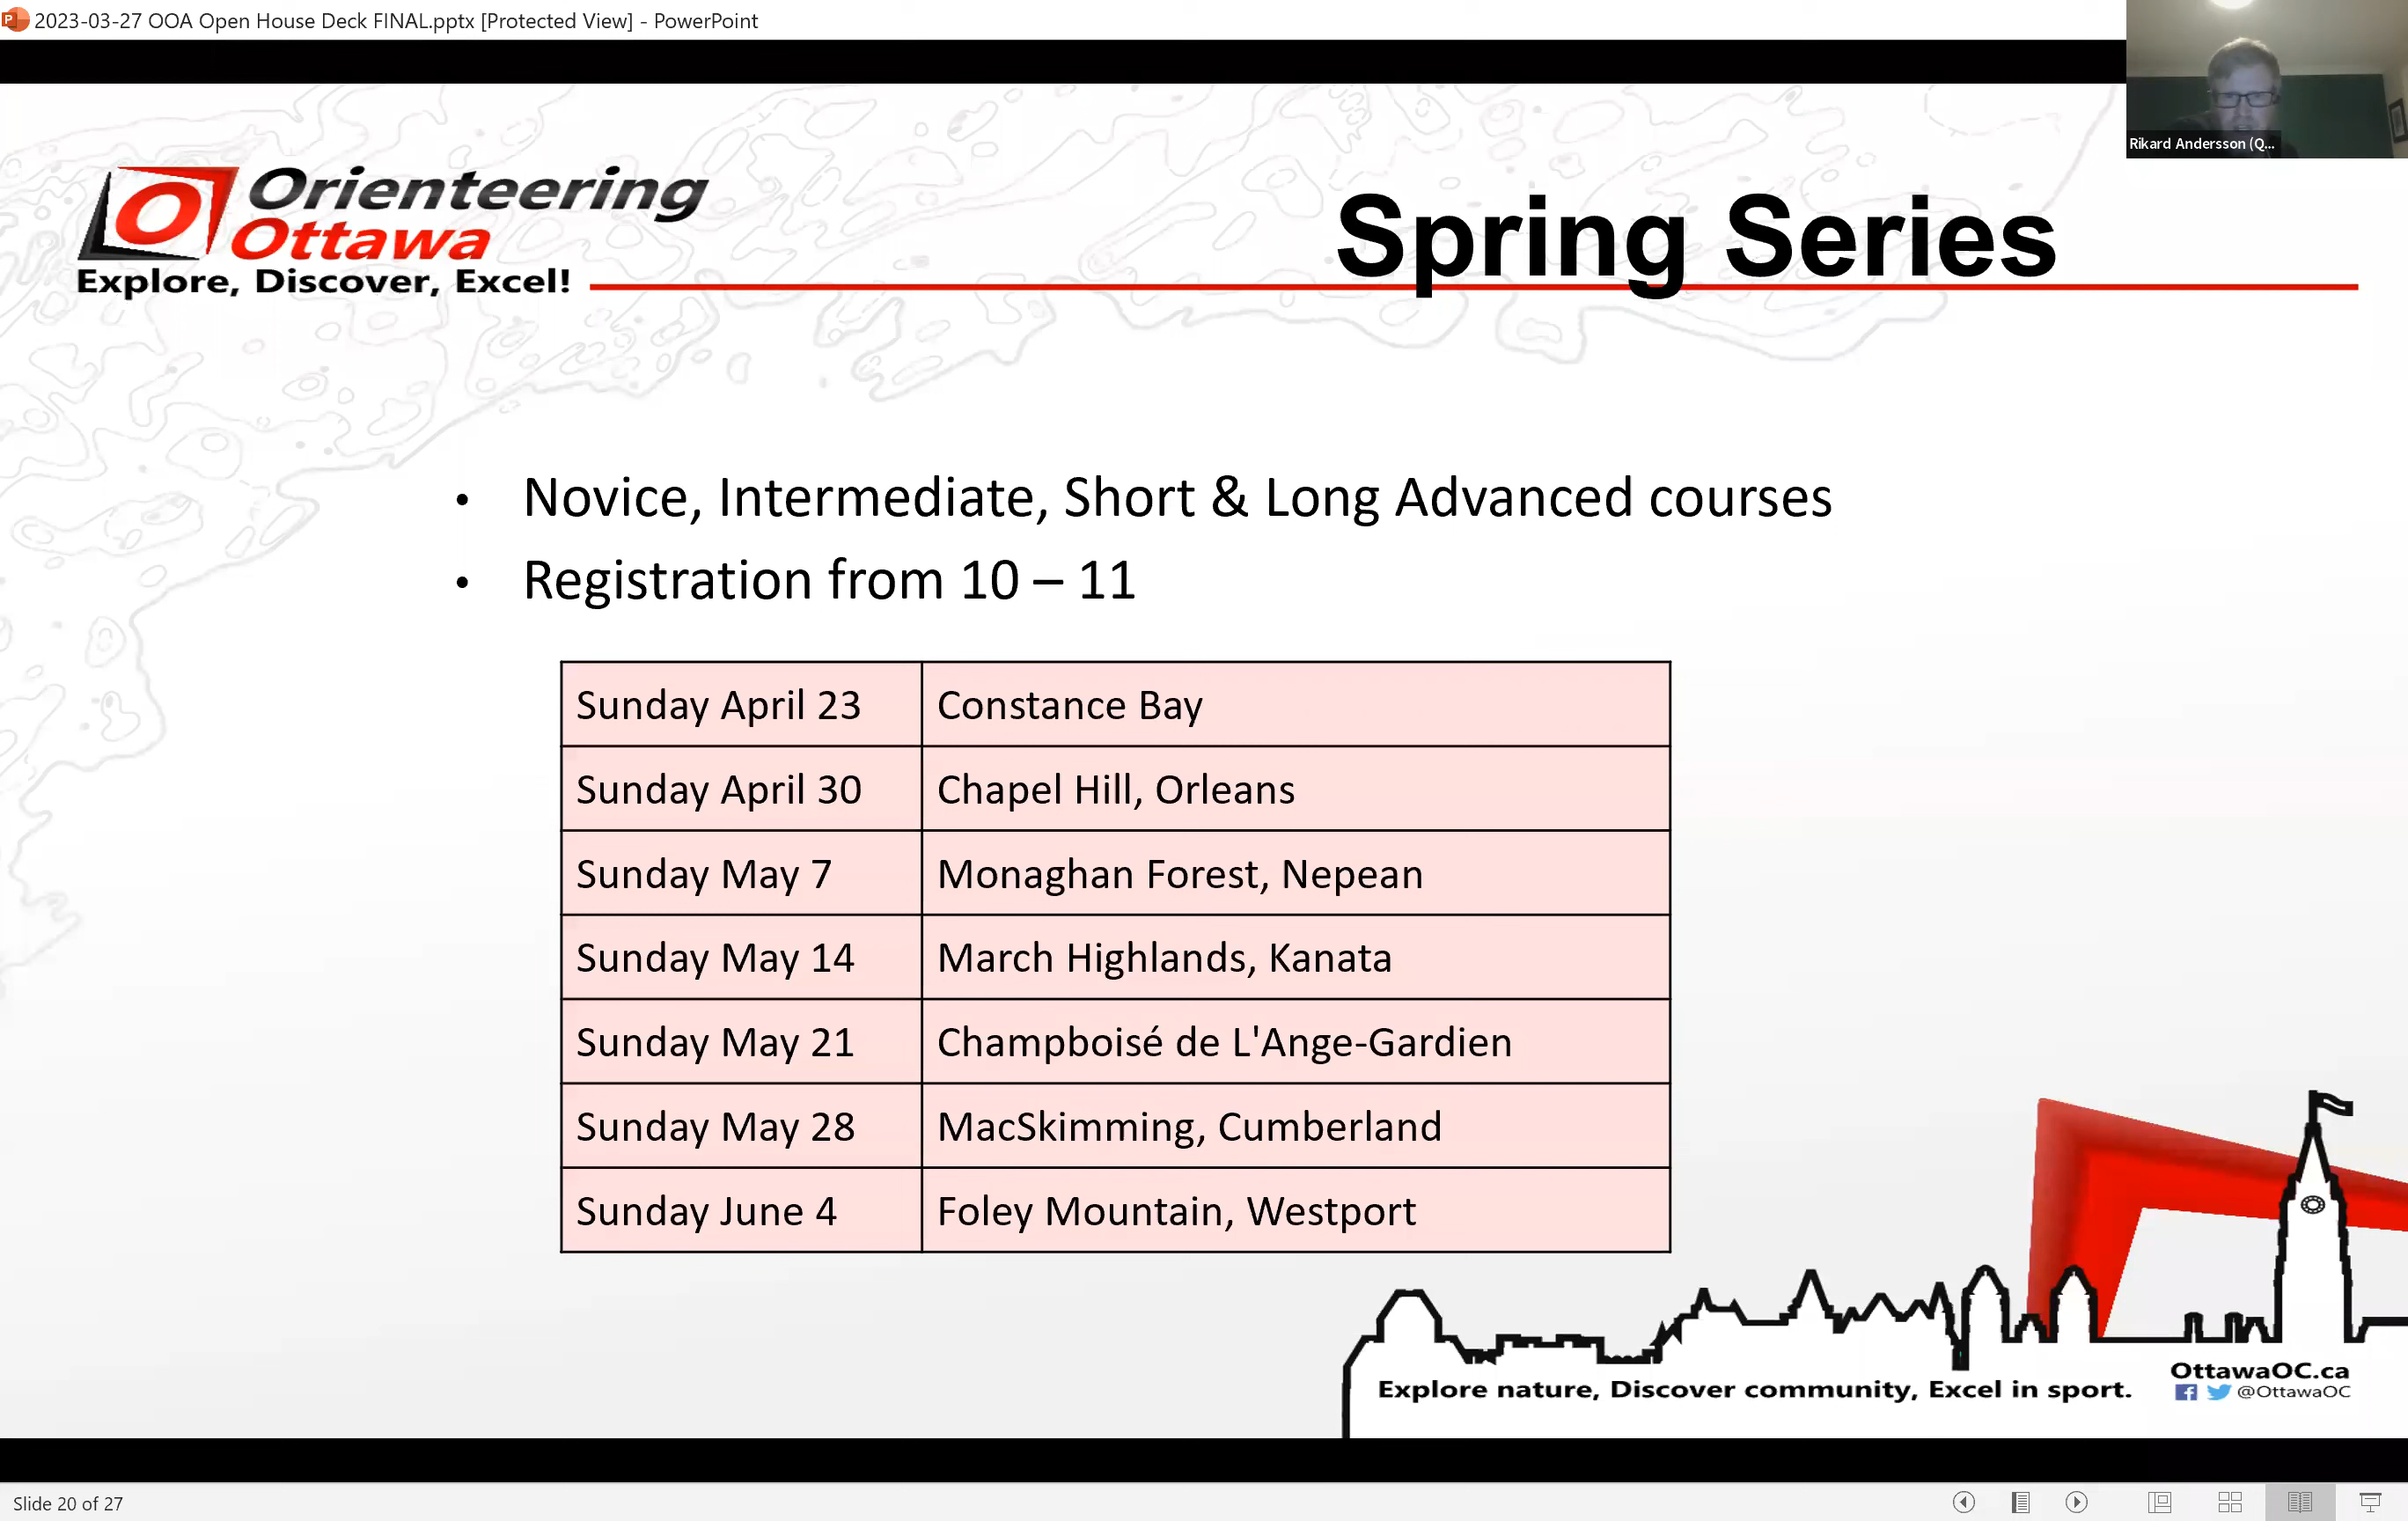 2023-03-27 OOA Open House Deck FINAL.pptx [Protected View] - PowerPoint
Rikard Andersson (Q...
Orienteering
Ottawa
Explore, Discover, Excel!
Spring Series
• Novice, Intermediate, Short & Long Advanced courses
• Registration from 10 – 11
Sunday April 23 Constance Bay
Sunday April 30 Chapel Hill, Orleans
Sunday May 7 Monaghan Forest, Nepean
Sunday May 14 March Highlands, Kanata
Sunday May 21 Champboisé de L'Ange-Gardien
Sunday May 28 MacSkimming, Cumberland
Sunday June 4 Foley Mountain, Westport
Explore nature, Discover community, Excel in sport.
OttawaOC.ca
@OttawaOC
Slide 20 of 27